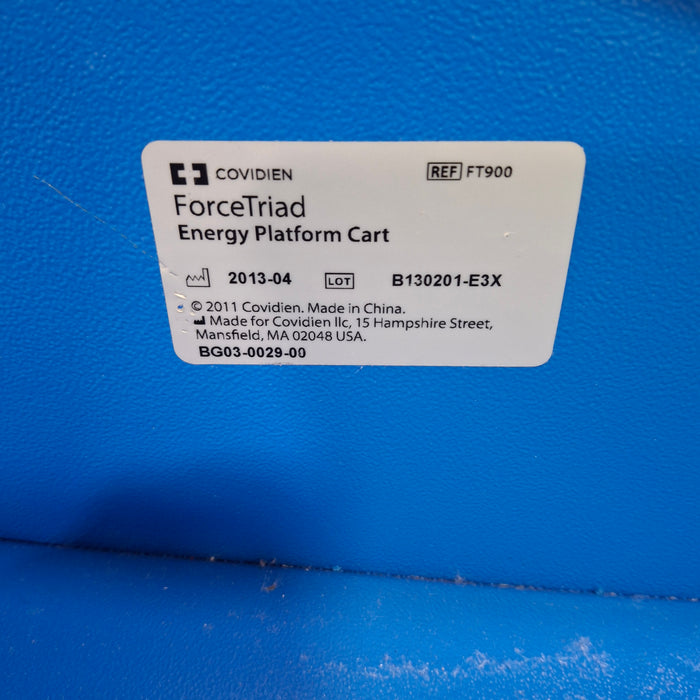 COVIDIEN
REF FT900
ForceTriad
Energy Platform Cart
2013-04 LOT B130201-E3X
© 2011 Covidien. Made in China.
Made for Covidien llc, 15 Hampshire Street,
Mansfield, MA 02048 USA.
BG03-0029-00